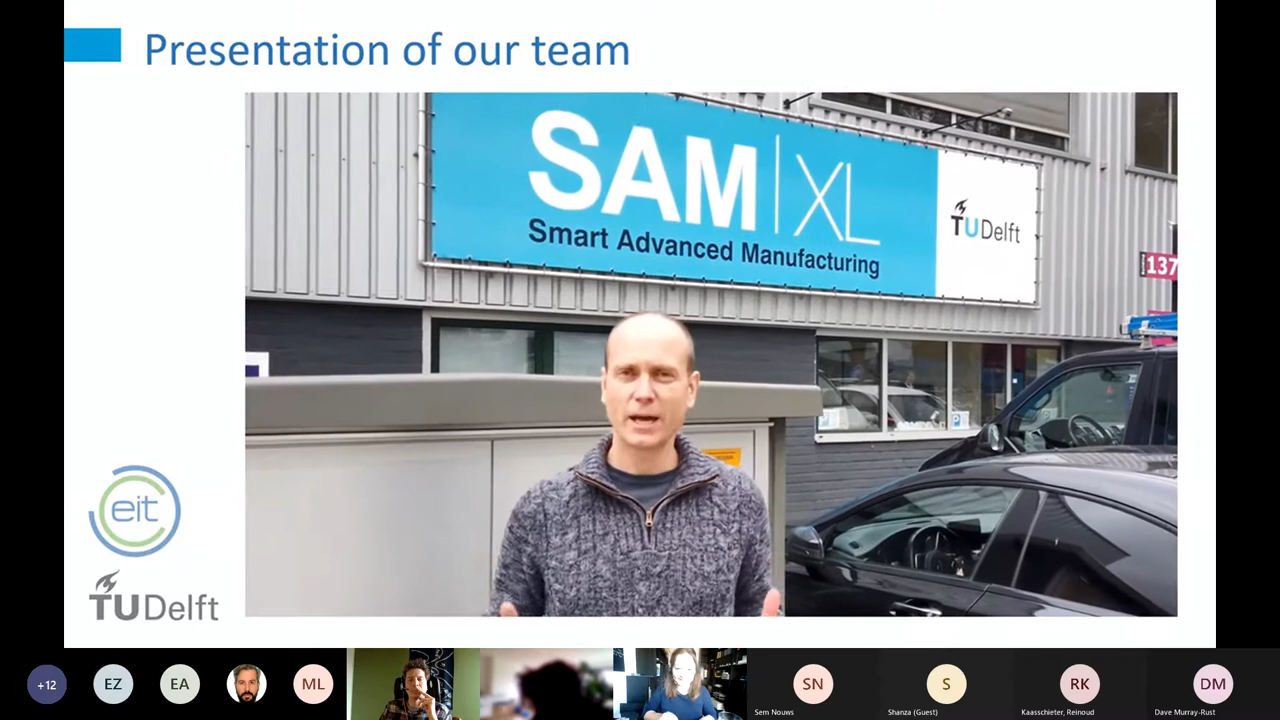 Presentation of our team
SAM|XL
Smart Advanced Manufacturing
TUDelft
137
eit
TUDelft
+12
EZ
EA
ML
SN
S
RK
DM
Sem Nouws
Shanza (Guest)
Kaasschieter, Reinoud
Dave Murray-Rust